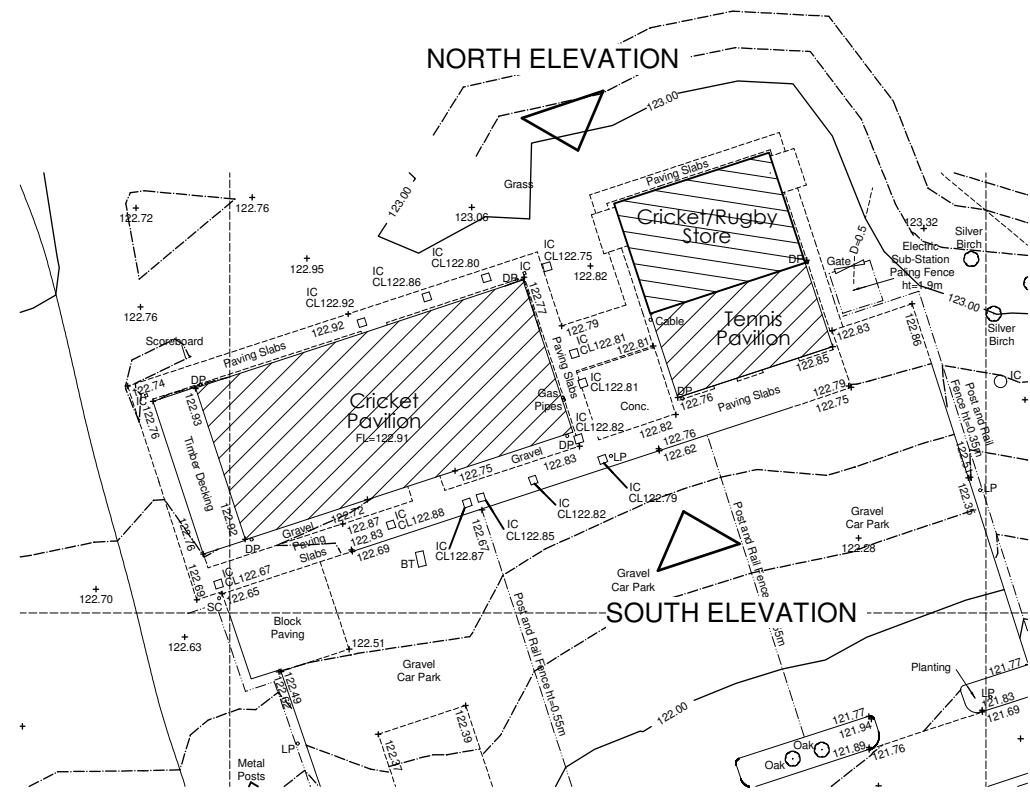 NORTH ELEVATION
123.00
123.00
Grass
123.06
122.72
122.76
122.95
122.76
Paving Slabs
Cricket/Rugby
Store
DP
Gate
D=0.5
123.32
Electric
Sub-Station
Paling Fence
ht=1.9m
Silver
Birch
123.00
Silver
Birch
IC
IC
CL122.75
122.82
IC
CL122.80
IC
CL122.86
IC
CL122.92
122.92
DP
IC
122.77
122.79
IC
CL122.81
122.81
Cable
Tennis
Pavilion
122.83
122.86
122.85
122.79
122.75
Paving Slabs
DP
122.76
IC
CL122.81
Conc.
122.82
122.76
122.62
Scoreboard
Paving Slabs
Paving Slabs
122.74
IC
122.76
DP
122.93
Timber Decking
122.92
122.76
Cricket
Pavilion
FL=122.91
Gas
Pipes
IC
CL122.82
DP
122.83
LP
IC
CL122.79
Gravel
122.75
IC
CL122.82
IC
CL122.85
IC
CL122.87
122.67
IC
CL122.88
122.72
122.87
122.83
122.69
Gravel
Paving
Slabs
DP
BT
IC
CL122.67
122.69
122.65
SC
122.70
122.63
Block
Paving
122.51
122.49
122.62
LP
Metal
Posts
Gravel
Car Park
122.37
122.39
Post and Rail Fence ht=0.55m
Gravel
Car Park
SOUTH ELEVATION
Post and Rail Fence
5m
Gravel
Car Park
122.28
Post and Rail
Fence ht=0.35m
122.51
122.35
LP
122.00
Planting
LP
121.77
121.83
121.69
121.77
121.94
121.89
121.76
Oak
Oak